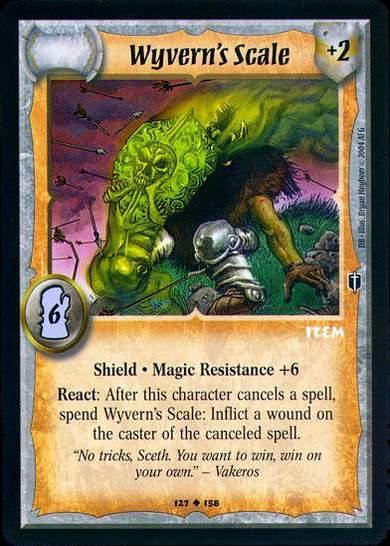 Wyvern's Scale
+2
DB • Illus. Bryan Hegboer © 2004 AEG
6
ITEM
Shield • Magic Resistance +6
React: After this character cancels a spell,
spend Wyvern's Scale: Inflict a wound on
the caster of the canceled spell.
“No tricks, Sceth. You want to win, win on
your own.” – Vakeros
127 ◆ 158